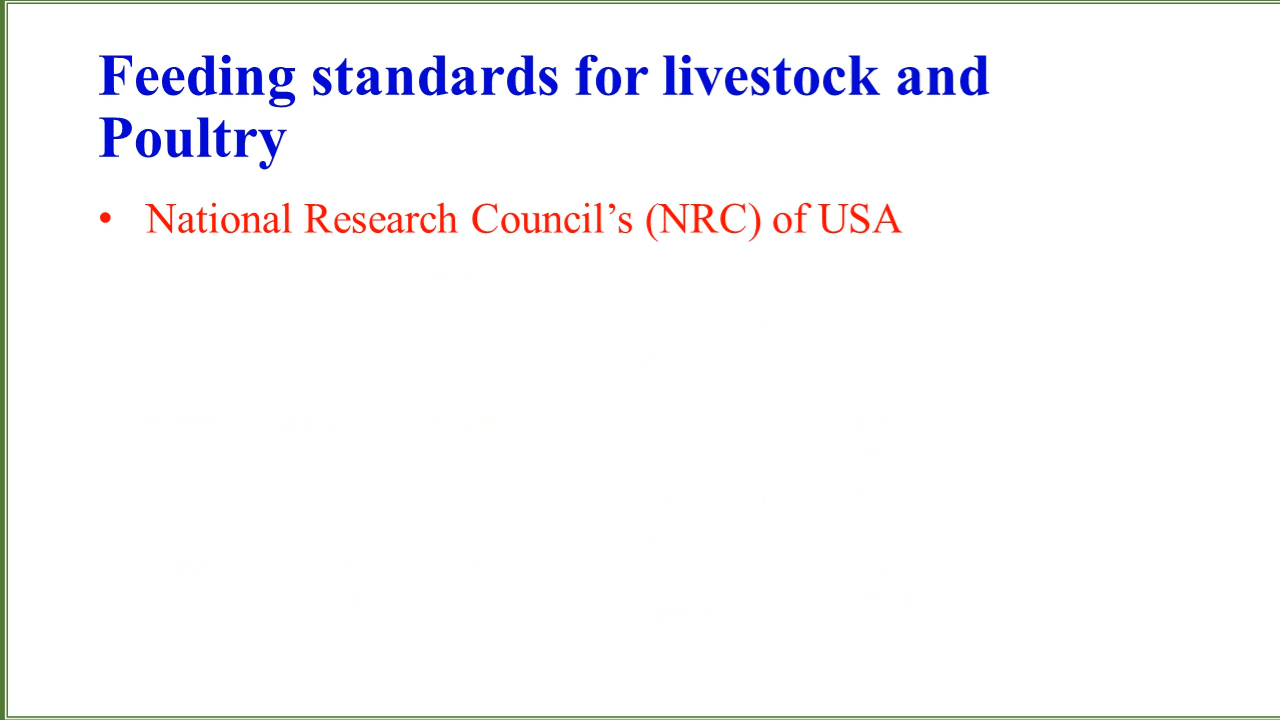 Feeding standards for livestock and
Poultry
• National Research Council’s (NRC) of USA